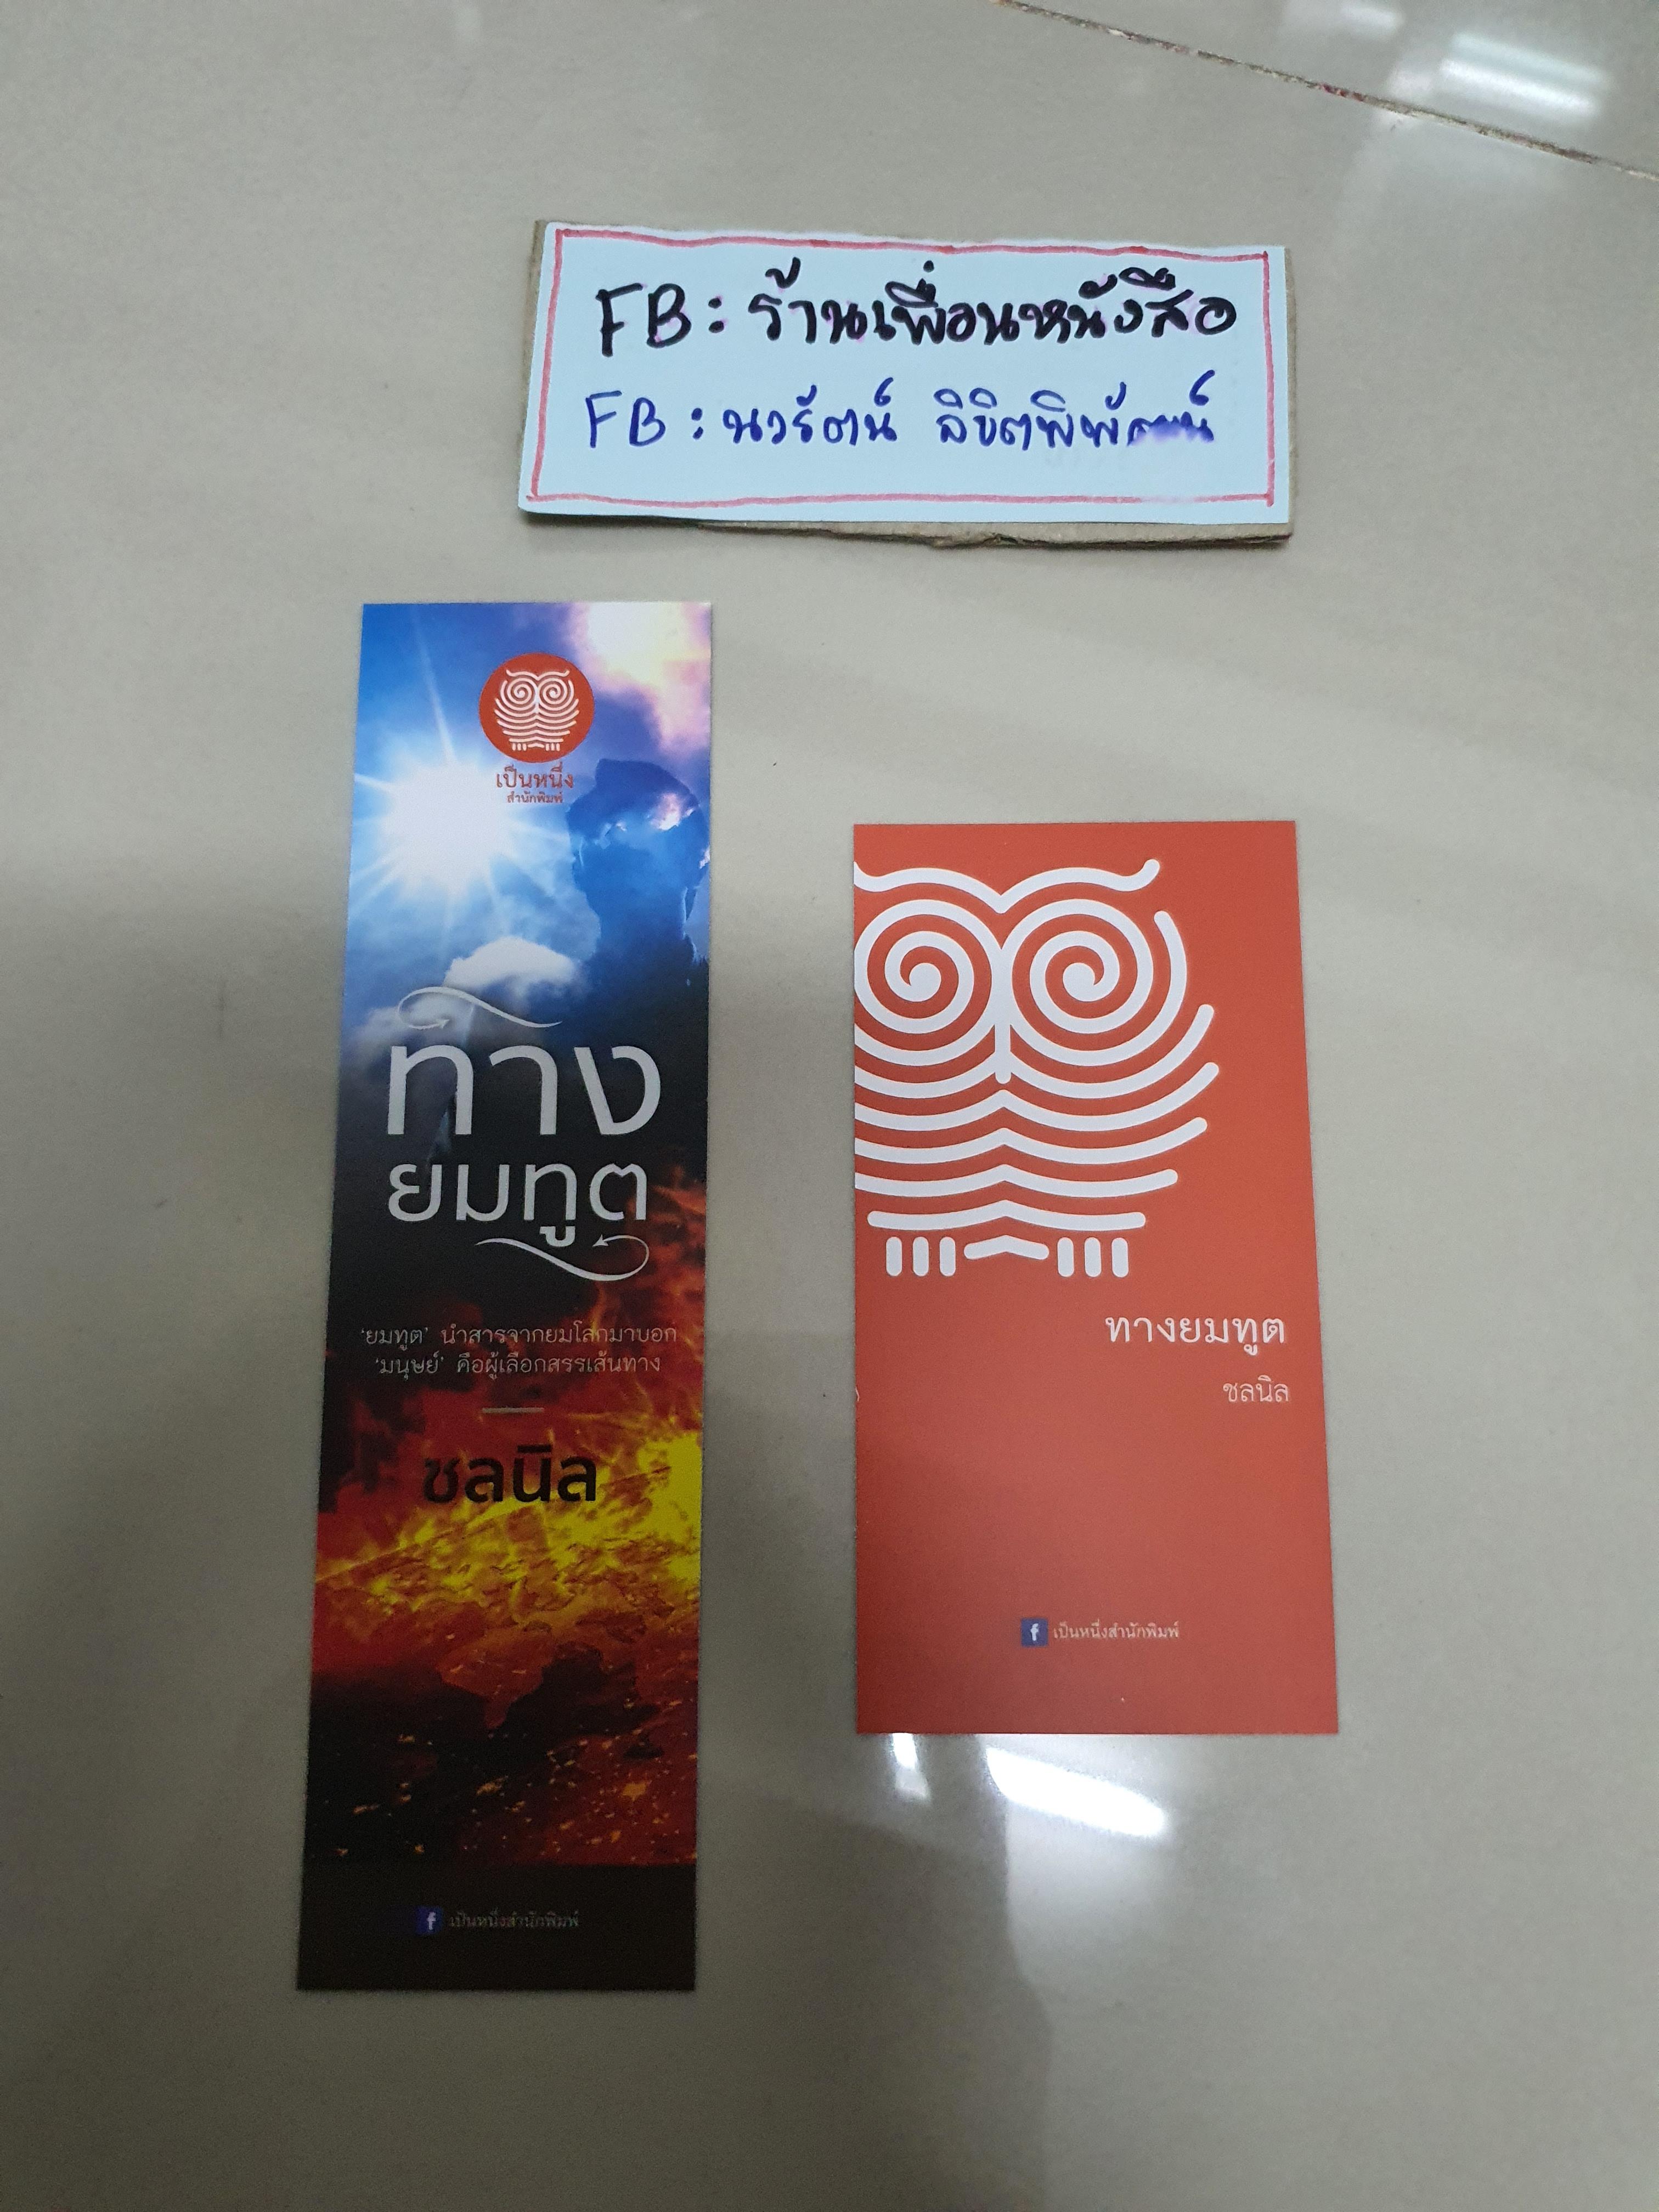 FB : ร้านเพื่อนหนังสือ
FB : นวรัตน์ ลิขิตพิพัฒน์
เป็นหนึ่ง
สำนักพิมพ์
ทาง
ยมทูต
'ยมทูต' นำสารจากยมโลกมาบอก
'มนุษย์' คือผู้เลือกสรรเส้นทาง
ชลนิล
f เป็นหนึ่งสำนักพิมพ์
ทางยมทูต
ชลนิล
f เป็นหนึ่งสำนักพิมพ์